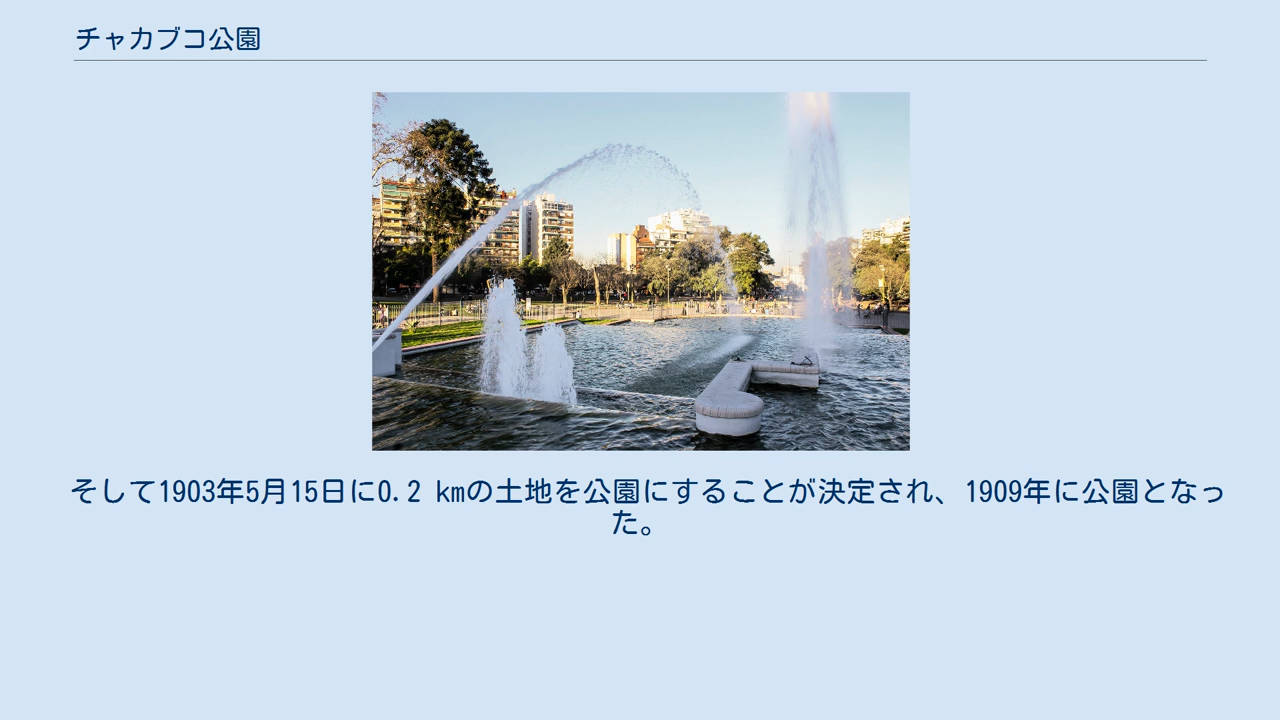 チャカブコ公園
そして1903年5月15日に0.2 kmの土地を公園にすることが決定され、1909年に公園となっ
た。